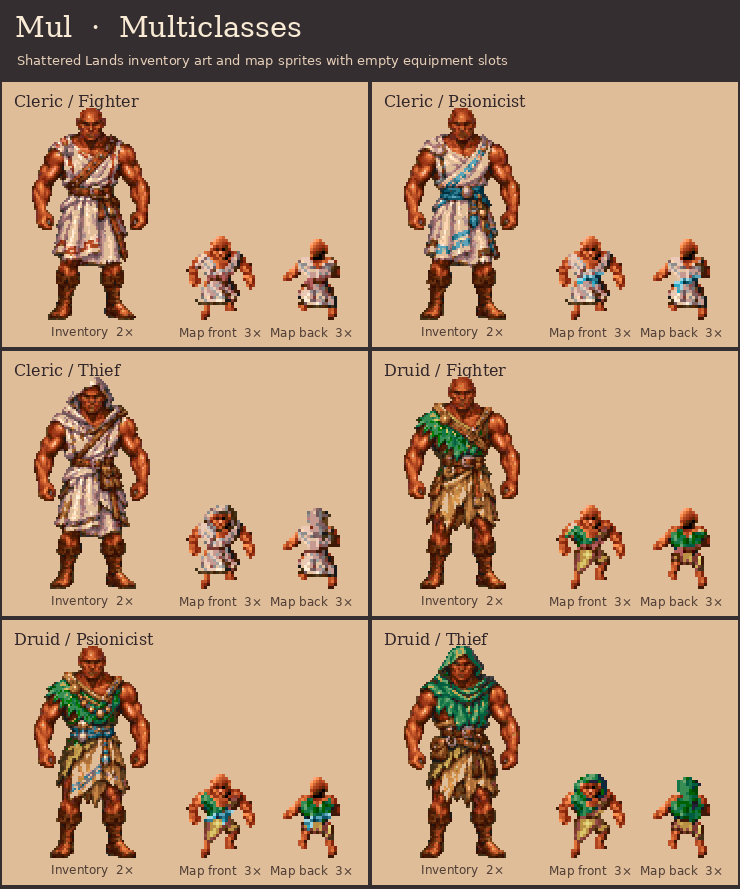 Mul · Multiclasses
Shattered Lands inventory art and map sprites with empty equipment slots
Cleric / Fighter
Inventory 2×
Map front 3×
Map back 3×
Cleric / Psionicist
Inventory 2×
Map front 3×
Map back 3×
Cleric / Thief
Inventory 2×
Map front 3×
Map back 3×
Druid / Fighter
Inventory 2×
Map front 3×
Map back 3×
Druid / Psionicist
Inventory 2×
Map front 3×
Map back 3×
Druid / Thief
Inventory 2×
Map front 3×
Map back 3×